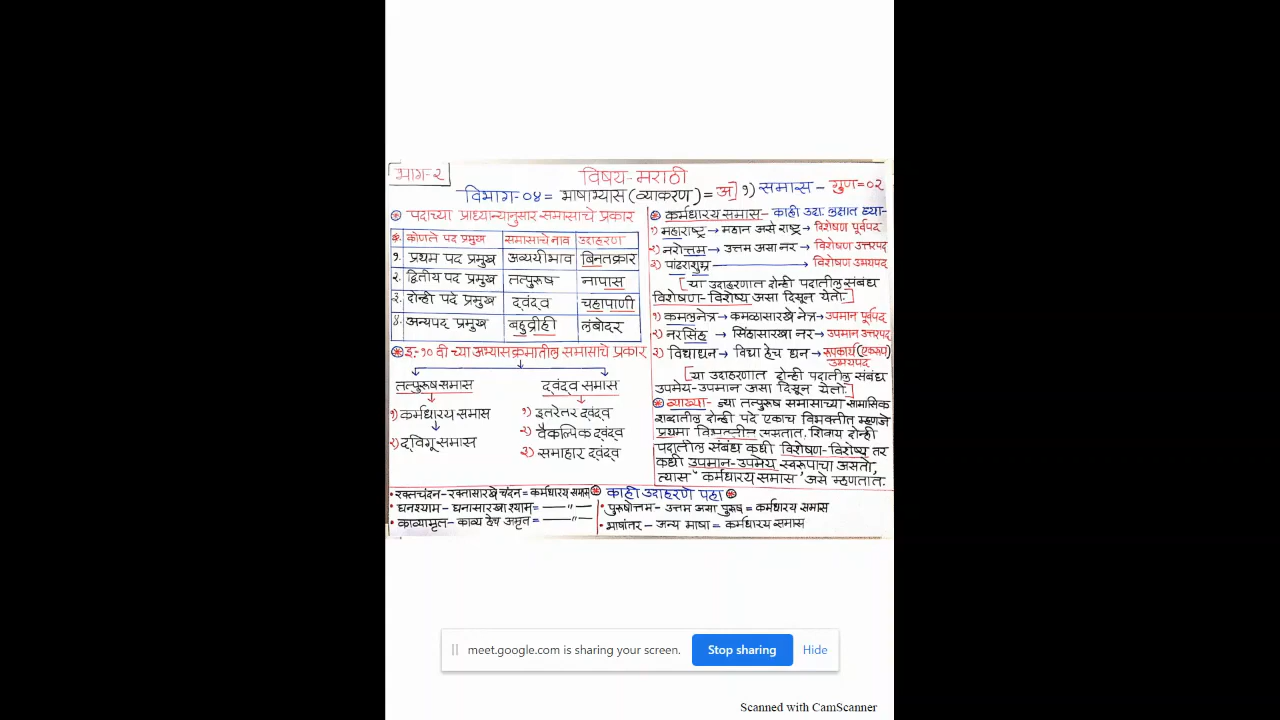 भाग-२
विषय-मराठी
विभाग-०४ = भाषाभ्यास (व्याकरण) = अ] १) समास - गुण=०२
पदाच्या प्राधान्यानुसार समासाचे प्रकार
क्र. कोणते पद प्रमुख समासाचे नाव उदाहरण
१. प्रथम पद प्रमुख अव्ययीभाव बिनतक्रार
२. द्वितीय पद प्रमुख तत्पुरुष नापास
३. दोन्ही पदे प्रमुख द्वंद्व चहापाणी
४. अन्यपद प्रमुख बहुव्रीही लंबोदर
इ.-१० वी च्या अभ्यासक्रमातील समासाचे प्रकार
तत्पुरुष समास
१) कर्मधारय समास
२) द्विगू समास
द्वंद्व समास
१) इतरेतर द्वंद्व
२) वैकल्पिक द्वंद्व
३) समाहार द्वंद्व
कर्मधारय समास - काही उदा. लक्षात घ्या-
१) महाराष्ट्र → महान असे राष्ट्र → विशेषण पूर्वपद
२) नरोत्तम → उत्तम असा नर → विशेषण उत्तरपद
३) पांढराशुभ्र → विशेषण उभयपद
[या उदाहरणात दोन्ही पदातील संबंध
विशेषण-विशेष्य असा दिसून येतो.]
१) कमलनेत्र → कमळासारखे नेत्र → उपमान पूर्वपद
२) नरसिंह → सिंहासारखा नर → उपमान उत्तरपद
३) विद्याधन → विद्या हेच धन → रूपकार्य (एकरूप)
उभयपद
[या उदाहरणात दोन्ही पदातील संबंध
उपमेय-उपमान असा दिसून येतो.]
व्याख्या- ज्या तत्पुरुष समासाच्या सामासिक
शब्दातील दोन्ही पदे एकाच विभक्तीत म्हणजे
प्रथमा विभक्तीत असतात. शिवाय दोन्ही
पदातील संबंध कधी विशेषण-विशेष्य तर
कधी उपमान-उपमेय स्वरूपाचा असतो,
त्यास 'कर्मधारय समास' असे म्हणतात.
काही उदाहरणे पहा
• रक्तचंदन - रक्तासारखे चंदन = कर्मधारय समास
• घनश्याम - घनासारखा श्याम = —"—
• काव्यामृत - काव्य हेच अमृत = —"—
• पुरुषोत्तम - उत्तम असा पुरुष = कर्मधारय समास
• भाषांतर - अन्य भाषा = कर्मधारय समास
meet.google.com is sharing your screen. Stop sharing Hide
Scanned with CamScanner